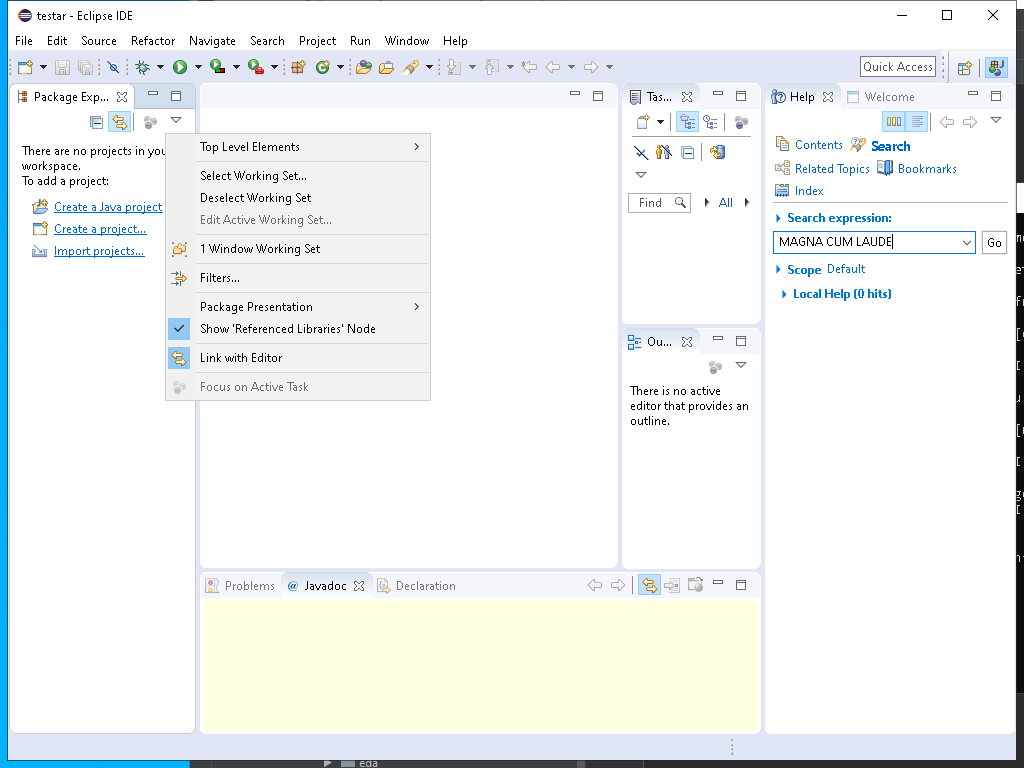 testar - Eclipse IDE
File Edit Source Refactor Navigate Search Project Run Window Help
Quick Access
Package Exp...
There are no projects in you
workspace.
To add a project:
Create a Java project
Create a project...
Import projects...
Top Level Elements
Select Working Set...
Deselect Working Set
Edit Active Working Set...
1 Window Working Set
Filters...
Package Presentation
Show 'Referenced Libraries' Node
Link with Editor
Focus on Active Task
Tas...
Find
All
Ou...
There is no active
editor that provides an
outline.
Help Welcome
Contents Search
Related Topics Bookmarks
Index
Search expression:
MAGNA CUM LAUDE
Go
Scope Default
Local Help (0 hits)
Problems @ Javadoc Declaration
eda